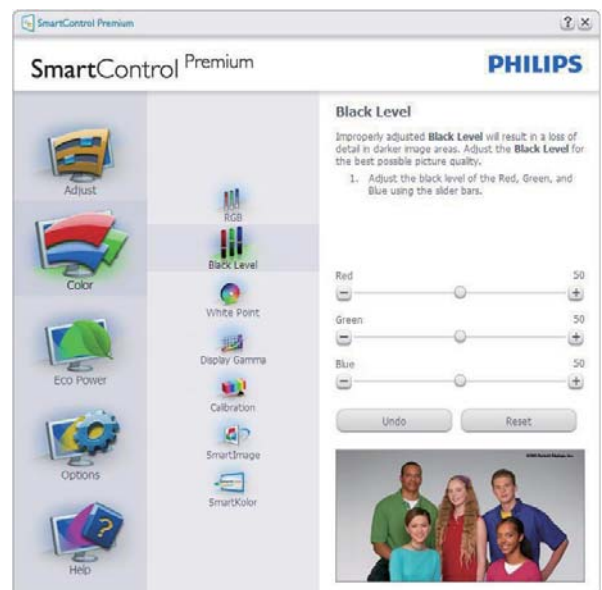 SmartControl Premium
SmartControl Premium
PHILIPS
Adjust
Color
Eco Power
Options
Help
RGB
Black Level
White Point
Display Gamma
Calibration
SmartImage
SmartKolor
Black Level
Improperly adjusted Black Level will result in a loss of
detail in darker image areas. Adjust the Black Level for
the best possible picture quality.
1. Adjust the black level of the Red, Green, and
Blue using the slider bars.
Red 50
Green 50
Blue 50
Undo Reset